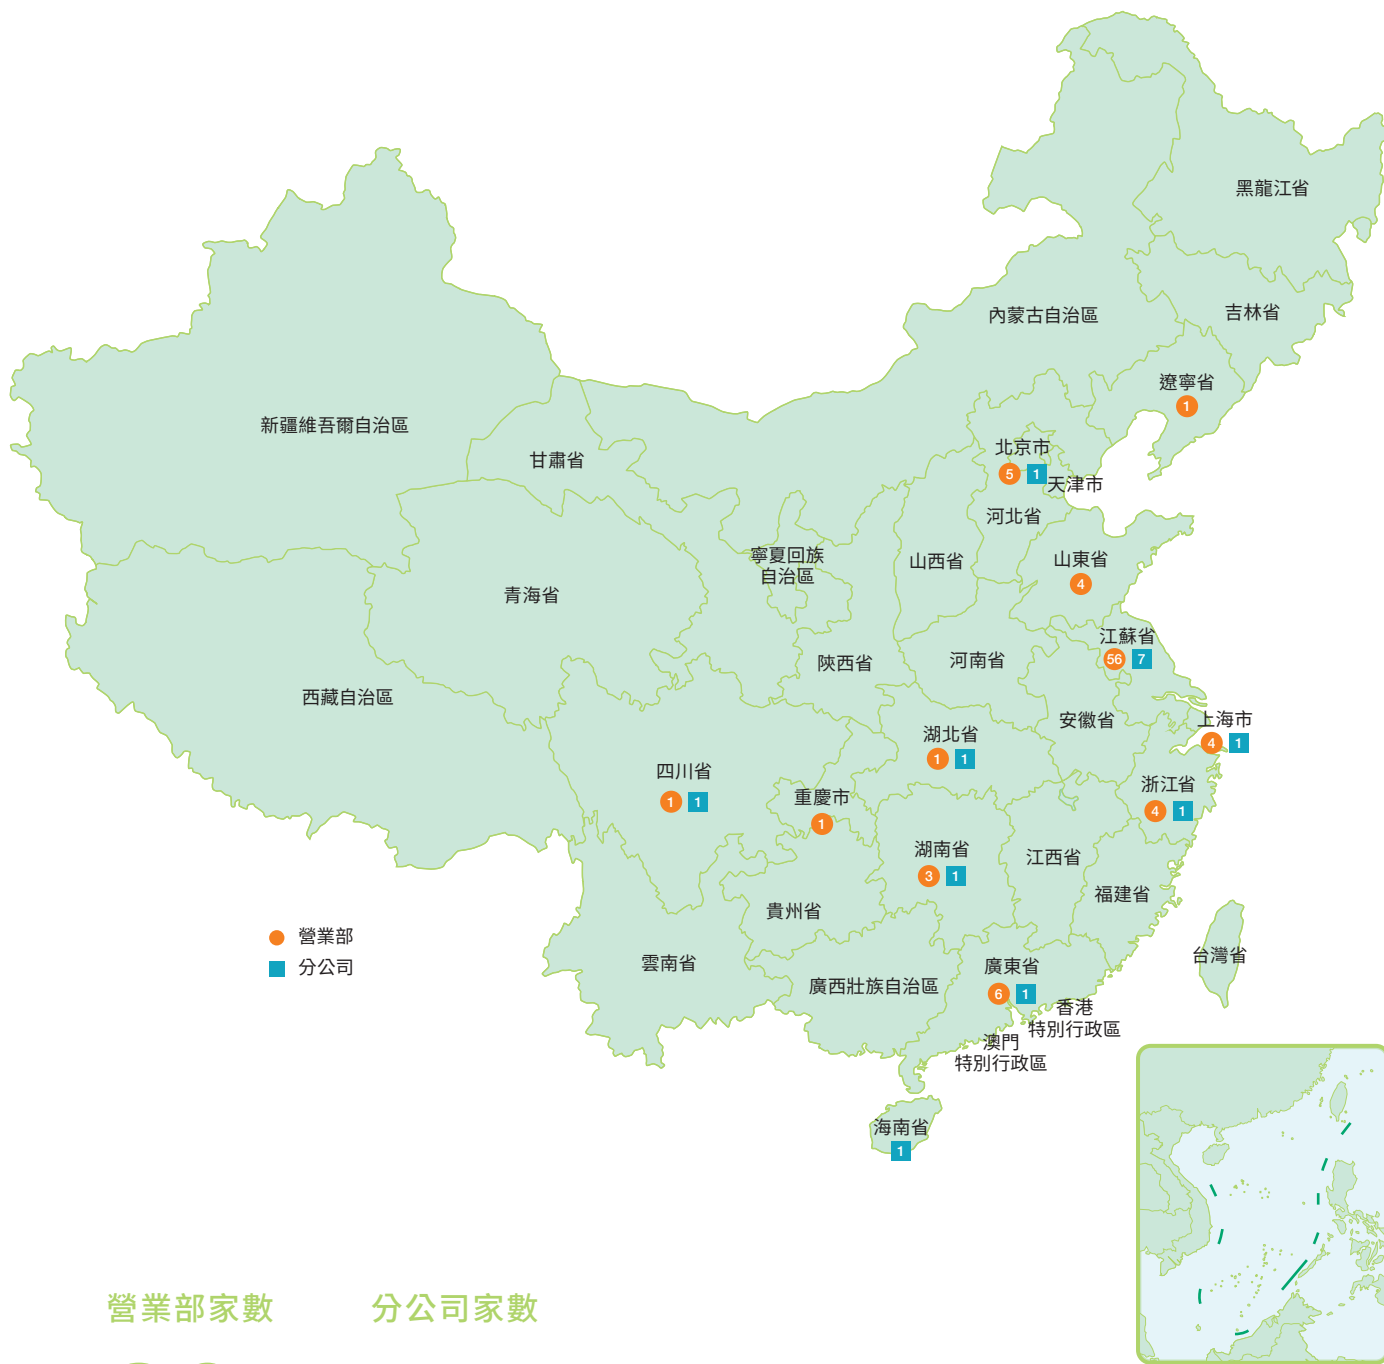 黑龍江省
吉林省
內蒙古自治區
遼寧省
1
新疆維吾爾自治區
甘肅省
北京市
5 1
天津市
河北省
寧夏回族
自治區
山西省
山東省
4
青海省
江蘇省
56 7
陝西省
河南省
西藏自治區
安徽省
上海市
4 1
湖北省
1 1
四川省
1 1
重慶市
1
浙江省
4 1
湖南省
3 1
江西省
福建省
貴州省
營業部
分公司
雲南省
廣西壯族自治區
廣東省
6 1
台灣省
香港
特別行政區
澳門
特別行政區
海南省
1
營業部家數 分公司家數